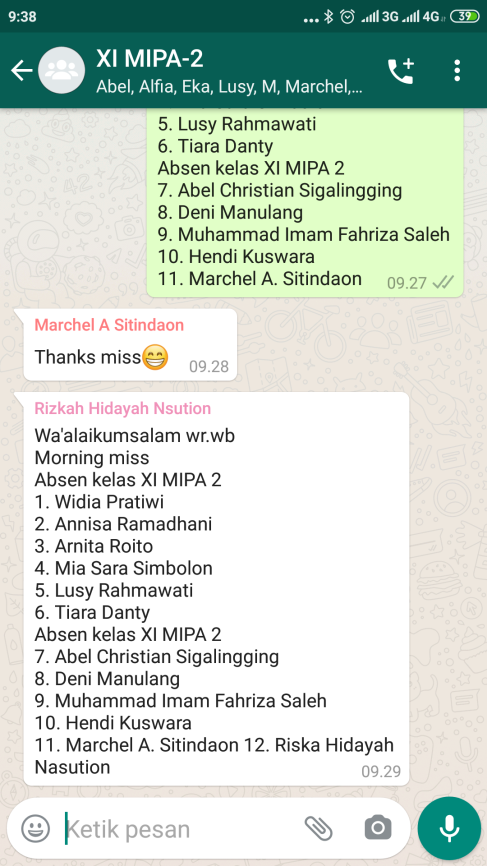 9:38
3G 4G 39
XI MIPA-2
Abel, Alfia, Eka, Lusy, M, Marchel,...
5. Lusy Rahmawati
6. Tiara Danty
Absen kelas XI MIPA 2
7. Abel Christian Sigalingging
8. Deni Manulang
9. Muhammad Imam Fahriza Saleh
10. Hendi Kuswara
11. Marchel A. Sitindaon 09.27
Marchel A Sitindaon
Thanks miss😁 09.28
Rizkah Hidayah Nsution
Wa'alaikumsalam wr.wb
Morning miss
Absen kelas XI MIPA 2
1. Widia Pratiwi
2. Annisa Ramadhani
3. Arnita Roito
4. Mia Sara Simbolon
5. Lusy Rahmawati
6. Tiara Danty
Absen kelas XI MIPA 2
7. Abel Christian Sigalingging
8. Deni Manulang
9. Muhammad Imam Fahriza Saleh
10. Hendi Kuswara
11. Marchel A. Sitindaon 12. Riska Hidayah
Nasution 09.29
Ketik pesan